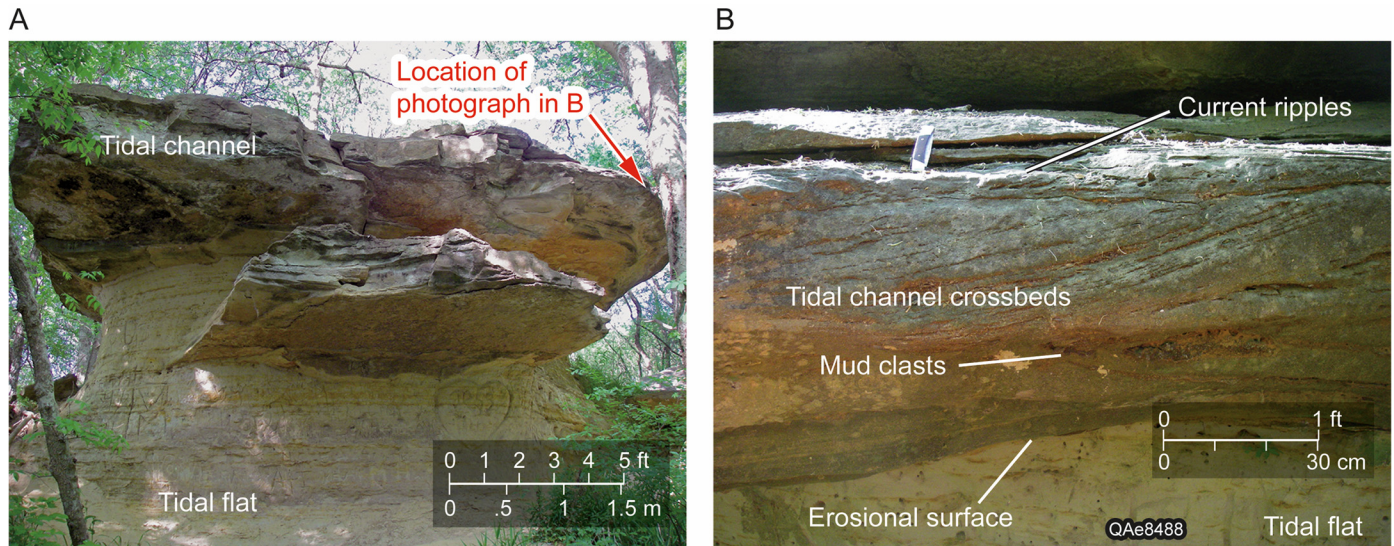 A
B
Location of
photograph in B
Tidal channel
Tidal flat
0 1 2 3 4 5 ft
0 .5 1 1.5 m
Current ripples
Tidal channel crossbeds
Mud clasts
Erosional surface
0 1 ft
0 30 cm
QAe8488
Tidal flat